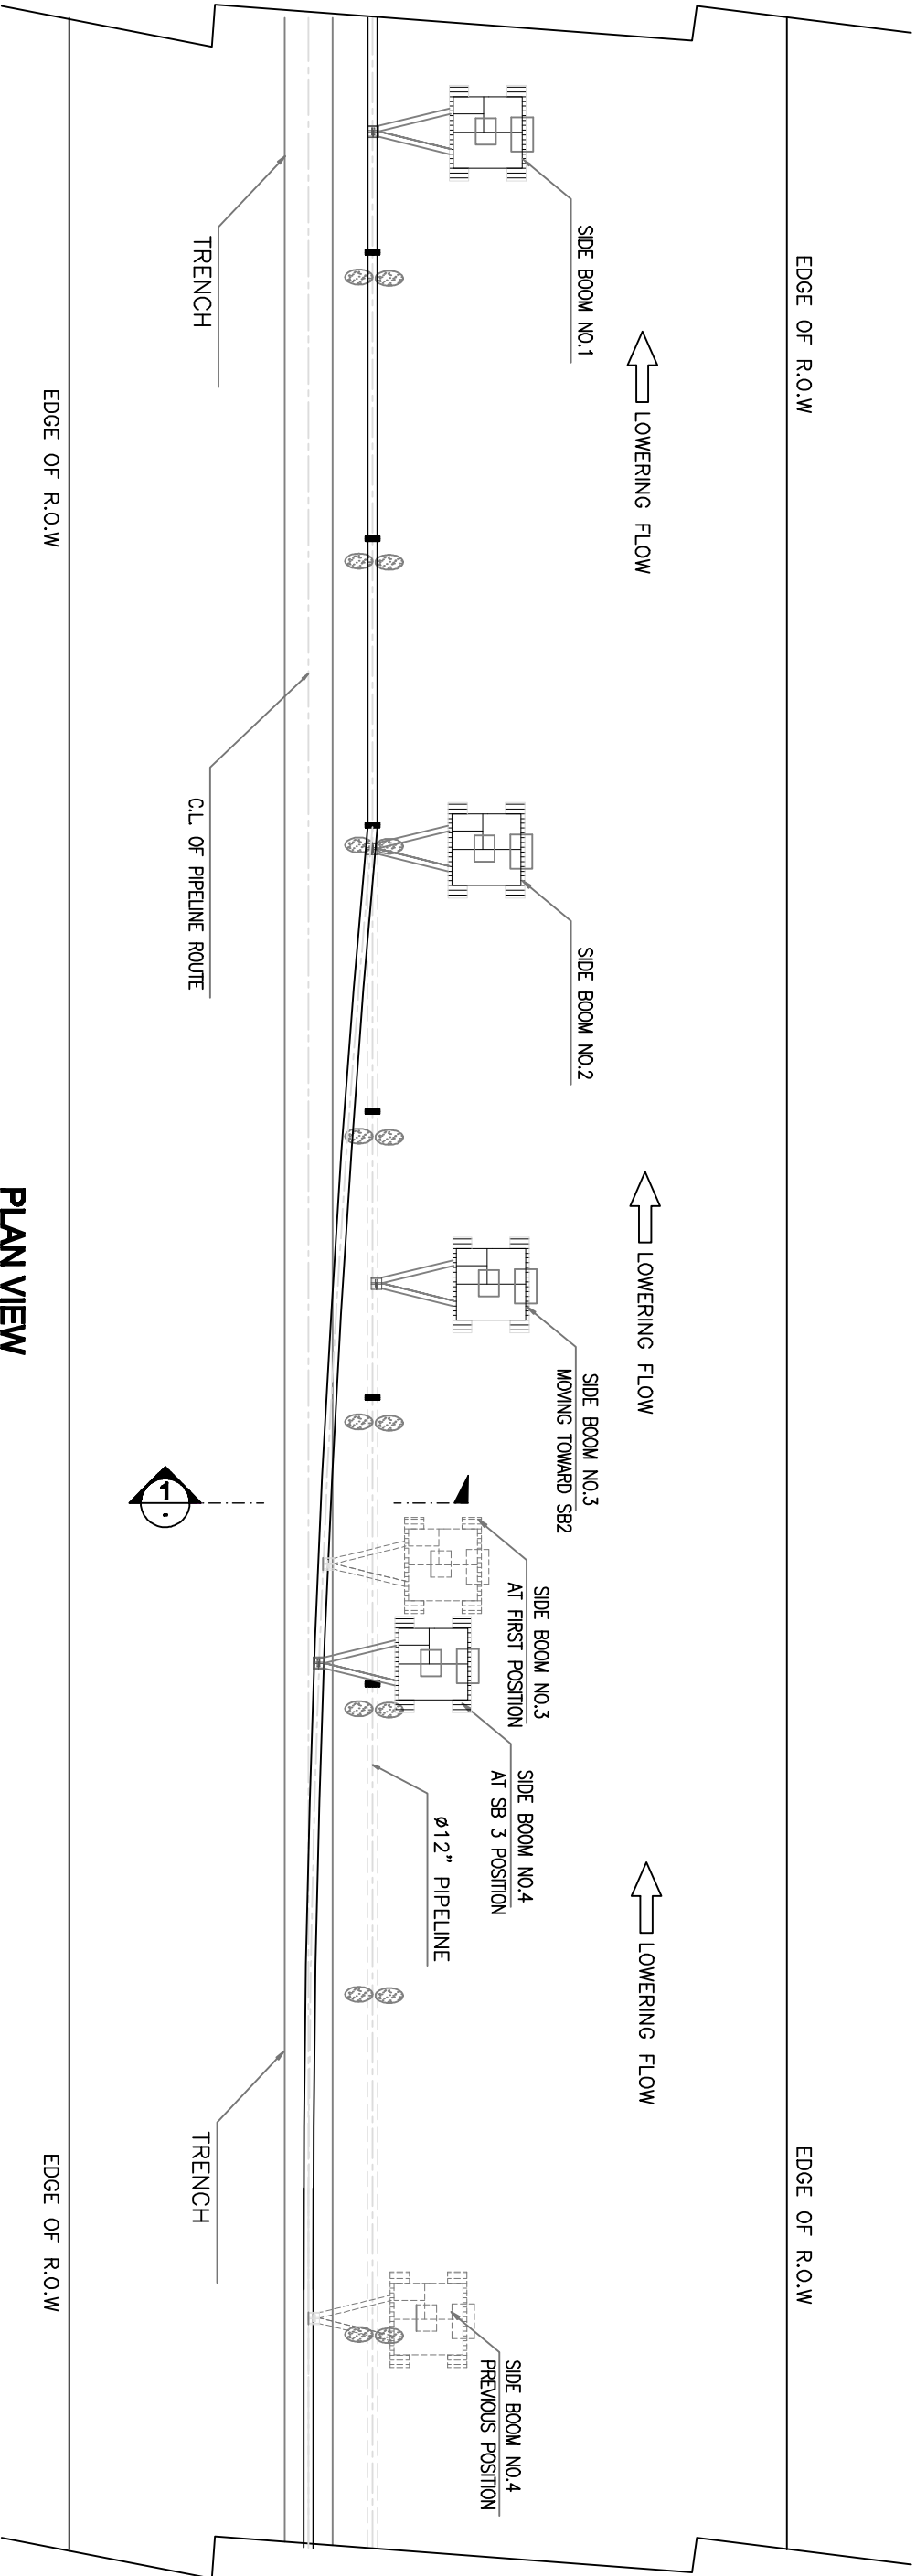 EDGE OF R.O.W
EDGE OF R.O.W
LOWERING FLOW
LOWERING FLOW
LOWERING FLOW
SIDE BOOM NO.1
SIDE BOOM NO.2
SIDE BOOM NO.3
MOVING TOWARD SB2
SIDE BOOM NO.3
AT FIRST POSITION
SIDE BOOM NO.4
AT SB 3 POSITION
SIDE BOOM NO.4
PREVIOUS POSITION
ø12" PIPELINE
TRENCH
C.L. OF PIPELINE ROUTE
1
-
TRENCH
EDGE OF R.O.W
EDGE OF R.O.W
PLAN VIEW